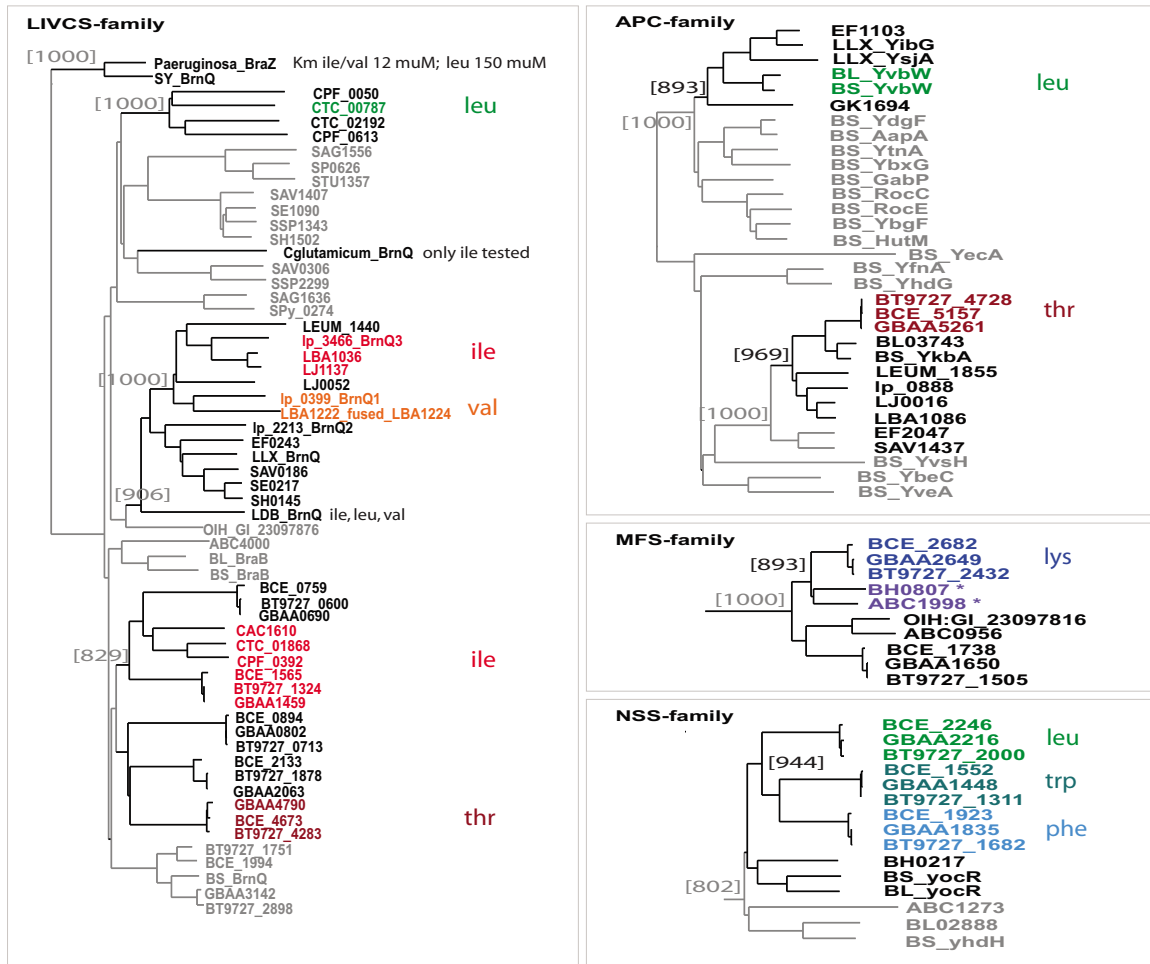 LIVCS-family
[1000]
Paeruginosa_BraZ Km ile/val 12 muM; leu 150 muM
SY_BrnQ
[1000]
CPF_0050
CTC_00787 leu
CTC_02192
CPF_0613
SAG1556
SP0626
STU1357
SAV1407
SE1090
SSP1343
SH1502
Cglutamicum_BrnQ only ile tested
SAV0306
SSP2299
SAG1636
SPy_0274
LEUM_1440
lp_3466_BrnQ3
LBA1036 ile
LJ1137
[1000]
LJ0052
lp_0399_BrnQ1
LBA1222_fused_LBA1224 val
lp_2213_BrnQ2
EF0243
LLX_BrnQ
SAV0186
SE0217
SH0145
[906]
LDB_BrnQ ile, leu, val
OIH_GI_23097876
ABC4000
BL_BraB
BS_BraB
BCE_0759
BT9727_0600
GBAA0690
CAC1610
CTC_01868
[829]
CPF_0392 ile
BCE_1565
BT9727_1324
GBAA1459
BCE_0894
GBAA0802
BT9727_0713
BCE_2133
BT9727_1878
GBAA2063
GBAA4790
BCE_4673 thr
BT9727_4283
BT9727_1751
BCE_1994
BS_BrnQ
GBAA3142
BT9727_2898
APC-family
EF1103
LLX_YibG
LLX_YsjA
BL_YvbW leu
[893]
BS_YvbW
GK1694
[1000]
BS_YdgF
BS_AapA
BS_YtnA
BS_YbxG
BS_GabP
BS_RocC
BS_RocE
BS_YbgF
BS_HutM
BS_YecA
BS_YfnA
BS_YhdG
BT9727_4728 thr
BCE_5157
GBAA5261
BL03743
[969]
BS_YkbA
LEUM_1855
lp_0888
LJ0016
[1000]
LBA1086
EF2047
SAV1437
BS_YvsH
BS_YbeC
BS_YveA
MFS-family
BCE_2682
GBAA2649 lys
[893]
BT9727_2432
BH0807 *
[1000]
ABC1998 *
OIH:GI_23097816
ABC0956
BCE_1738
GBAA1650
BT9727_1505
NSS-family
BCE_2246
GBAA2216 leu
BT9727_2000
[944]
BCE_1552
GBAA1448 trp
BT9727_1311
BCE_1923
GBAA1835 phe
BT9727_1682
BH0217
BS_yocR
[802]
BL_yocR
ABC1273
BL02888
BS_yhdH